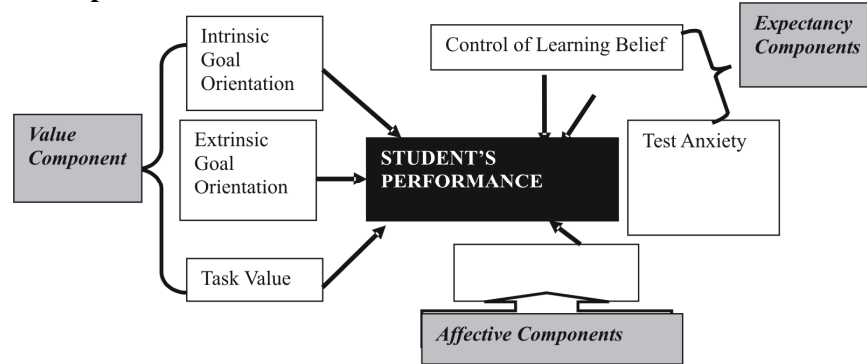 Intrinsic
Goal
Orientation
Control of Learning Belief
Expectancy
Components
Value
Component
Extrinsic
Goal
Orientation
STUDENT'S
PERFORMANCE
Test Anxiety
Task Value
Affective Components